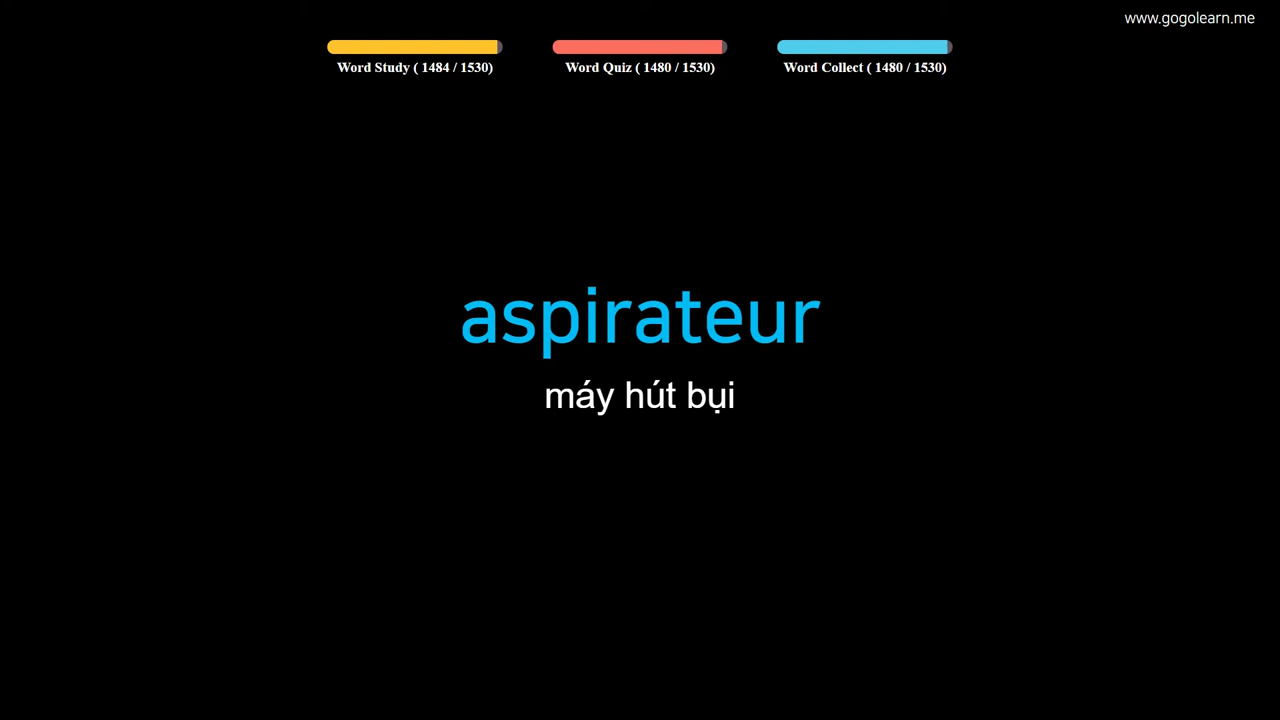 www.gogolearn.me
Word Study ( 1484 / 1530)
Word Quiz ( 1480 / 1530)
Word Collect ( 1480 / 1530)
aspirateur
máy hút bụi